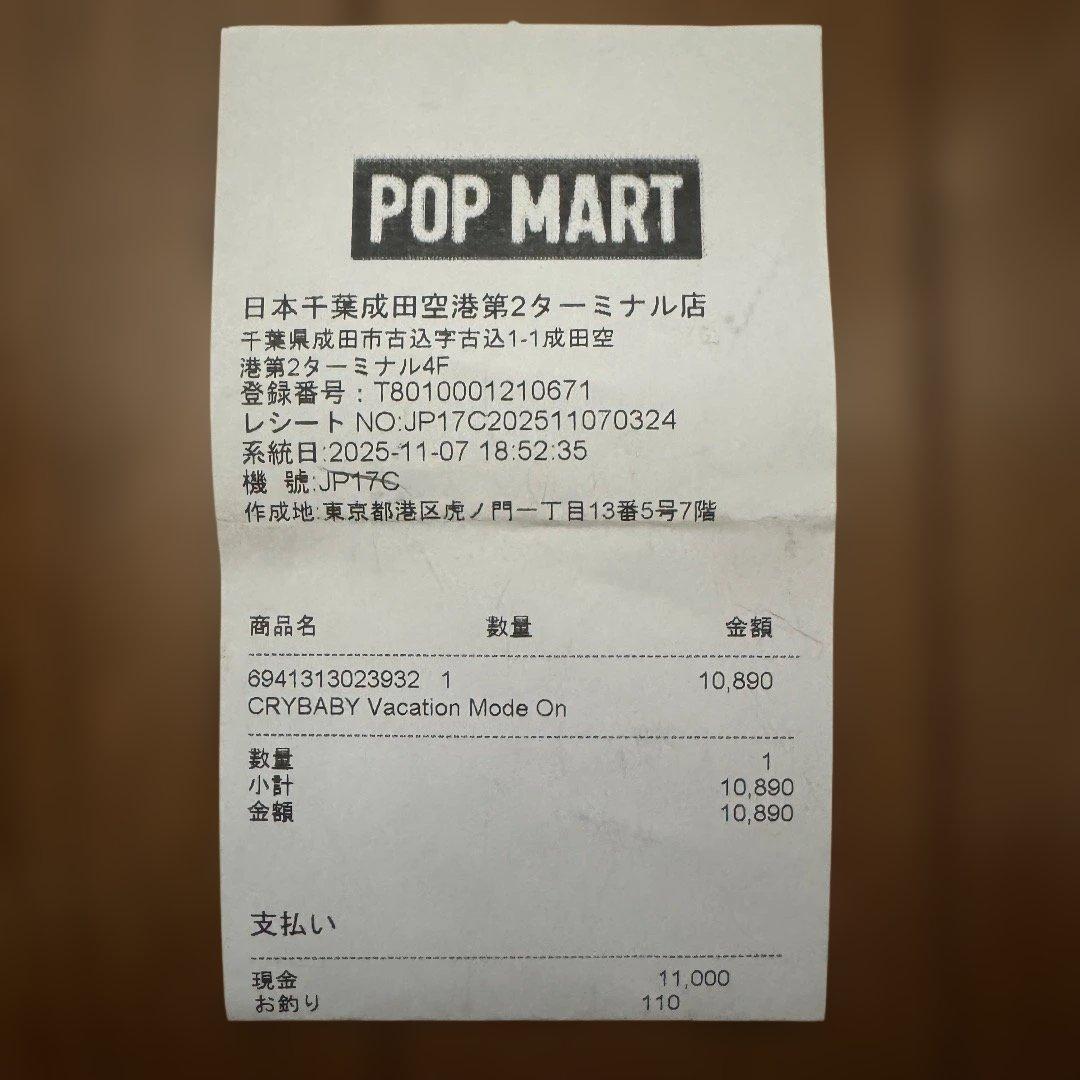 POP MART
日本千葉成田空港第2ターミナル店
千葉県成田市古込字古込1-1成田空
港第2ターミナル4F
登録番号：T8010001210671
レシート NO:JP17C202511070324
系統日:2025-11-07 18:52:35
機 號:JP17C
作成地:東京都港区虎ノ門一丁目13番5号7階
商品名 數量 金額
6941313023932 1 10,890
CRYBABY Vacation Mode On
數量 1
小計 10,890
金額 10,890
支払い
現金 11,000
お釣り 110